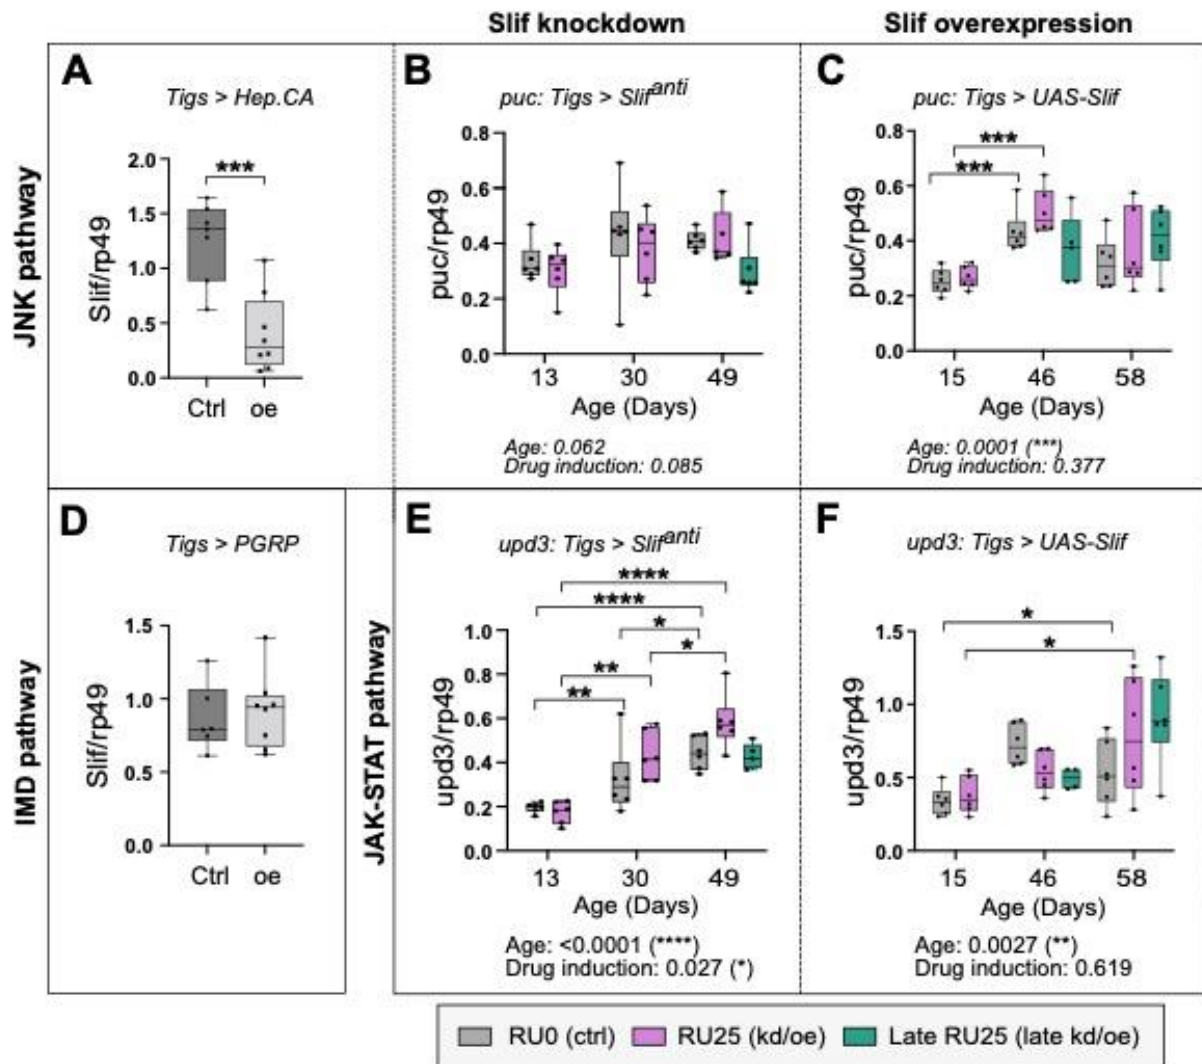 Slif knockdown
Slif overexpression
JNK pathway
A
Tigs > Hep.CA
***
Slif/rp49
2.0
1.5
1.0
0.5
0.0
Ctrl oe
B
puc: Tigs > Slif^anti
puc/rp49
0.8
0.6
0.4
0.2
0.0
13 30 49
Age (Days)
Age: 0.062
Drug induction: 0.085
C
puc: Tigs > UAS-Slif
***
***
puc/rp49
0.8
0.6
0.4
0.2
0.0
15 46 58
Age (Days)
Age: 0.0001 (***)
Drug induction: 0.377
IMD pathway
D
Tigs > PGRP
Slif/rp49
1.5
1.0
0.5
0.0
Ctrl oe
JAK-STAT pathway
E
upd3: Tigs > Slif^anti
****
****
*
*
**
**
upd3/rp49
1.0
0.8
0.6
0.4
0.2
0.0
13 30 49
Age (Days)
Age: <0.0001 (****)
Drug induction: 0.027 (*)
F
upd3: Tigs > UAS-Slif
*
*
upd3/rp49
1.5
1.0
0.5
0.0
15 46 58
Age (Days)
Age: 0.0027 (**)
Drug induction: 0.619
RU0 (ctrl) RU25 (kd/oe) Late RU25 (late kd/oe)